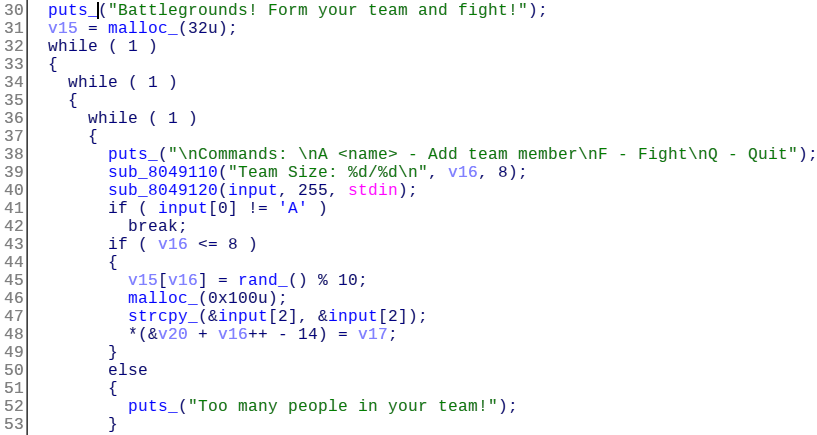 30 puts_("Battlegrounds! Form your team and fight!");
31 v15 = malloc_(32u);
32 while ( 1 )
33 {
34 while ( 1 )
35 {
36 while ( 1 )
37 {
38 puts_("\nCommands: \nA <name> - Add team member\nF - Fight\nQ - Quit");
39 sub_8049110("Team Size: %d/%d\n", v16, 8);
40 sub_8049120(input, 255, stdin);
41 if ( input[0] != 'A' )
42 break;
43 if ( v16 <= 8 )
44 {
45 v15[v16] = rand_() % 10;
46 malloc_(0x100u);
47 strcpy_(&input[2], &input[2]);
48 *(&v20 + v16++ - 14) = v17;
49 }
50 else
51 {
52 puts_("Too many people in your team!");
53 }